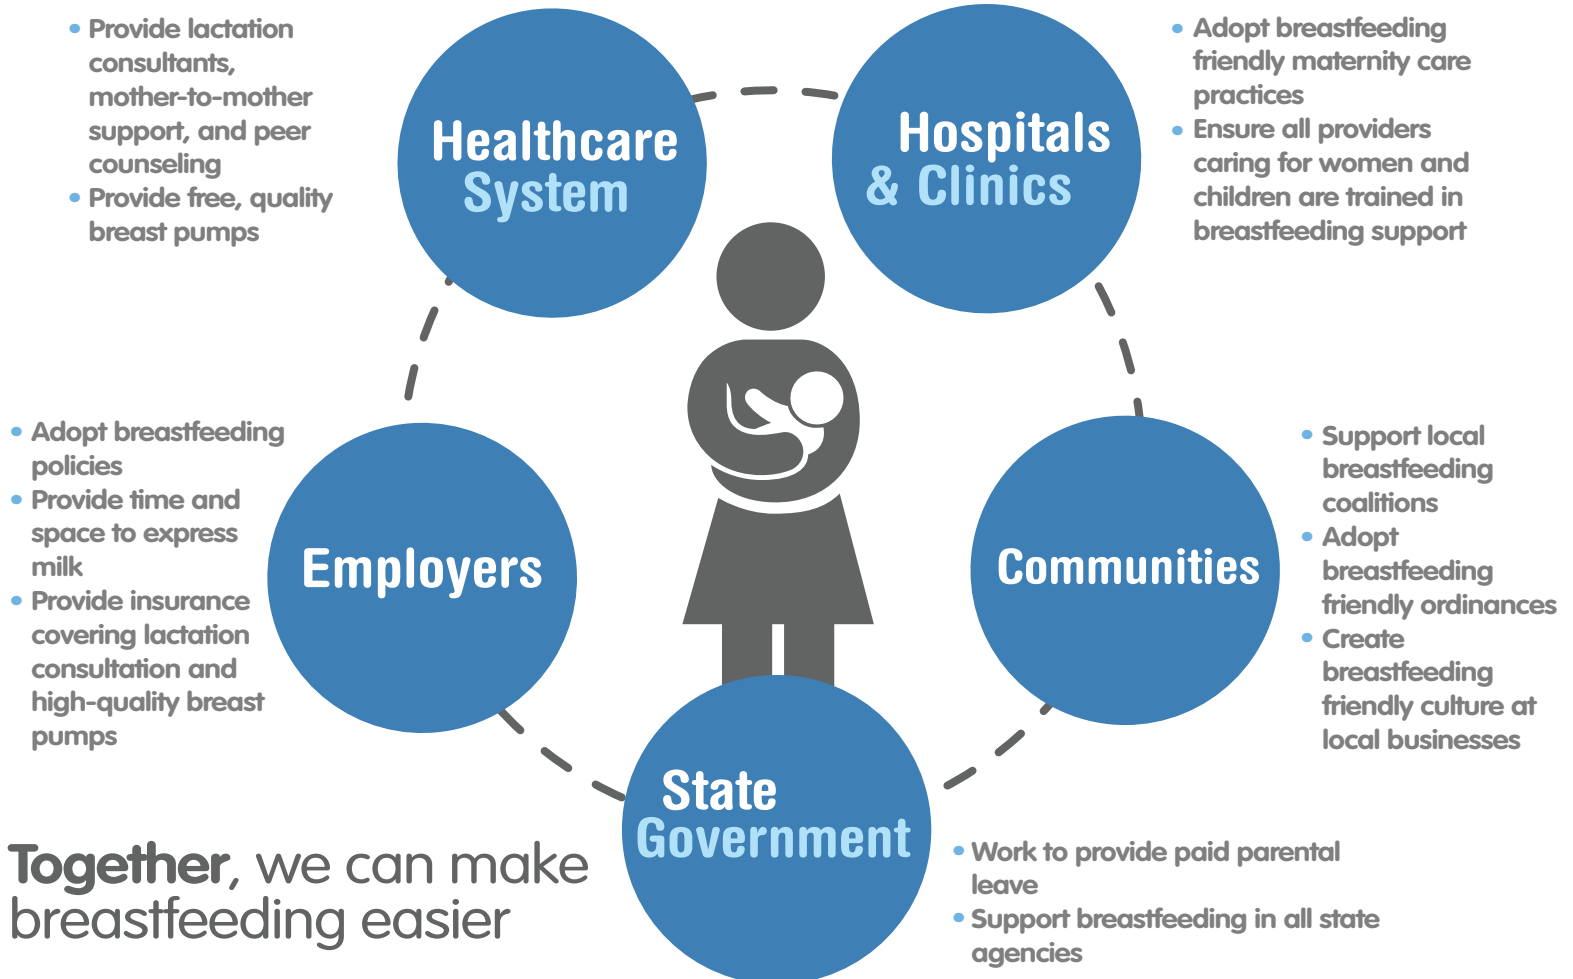 • Provide lactation
consultants,
mother-to-mother
support, and peer
counseling
• Provide free, quality
breast pumps
Healthcare
System
Hospitals
& Clinics
• Adopt breastfeeding
friendly maternity care
practices
• Ensure all providers
caring for women and
children are trained in
breastfeeding support
• Adopt breastfeeding
policies
• Provide time and
space to express
milk
• Provide insurance
covering lactation
consultation and
high-quality breast
pumps
Employers
Communities
• Support local
breastfeeding
coalitions
• Adopt
breastfeeding
friendly ordinances
• Create
breastfeeding
friendly culture at
local businesses
State
Government
• Work to provide paid parental
leave
• Support breastfeeding in all state
agencies
Together, we can make
breastfeeding easier